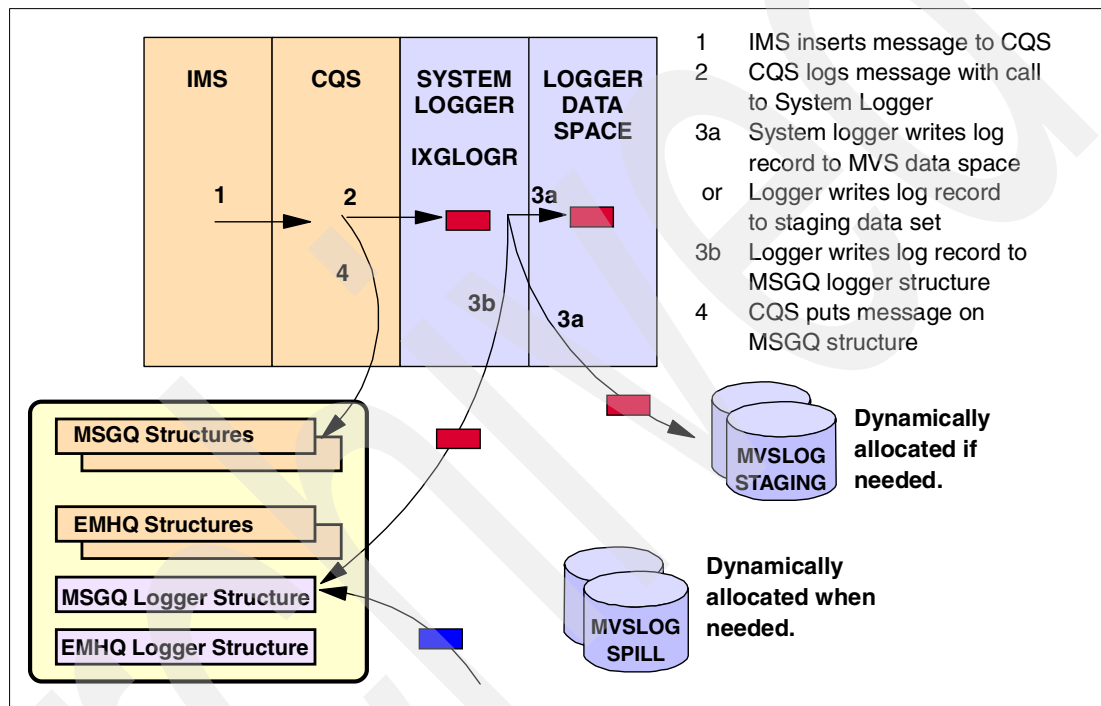 IMS
CQS
SYSTEM
LOGGER
IXGLOGR
LOGGER
DATA
SPACE
1
2
3a
4
3b
3a
1 IMS inserts message to CQS
2 CQS logs message with call
to System Logger
3a System logger writes log
record to MVS data space
or Logger writes log record
to staging data set
3b Logger writes log record to
MSGQ logger structure
4 CQS puts message on
MSGQ structure
MSGQ Structures
EMHQ Structures
MSGQ Logger Structure
EMHQ Logger Structure
MVSLOG
STAGING
Dynamically
allocated if
needed.
MVSLOG
SPILL
Dynamically
allocated when
needed.